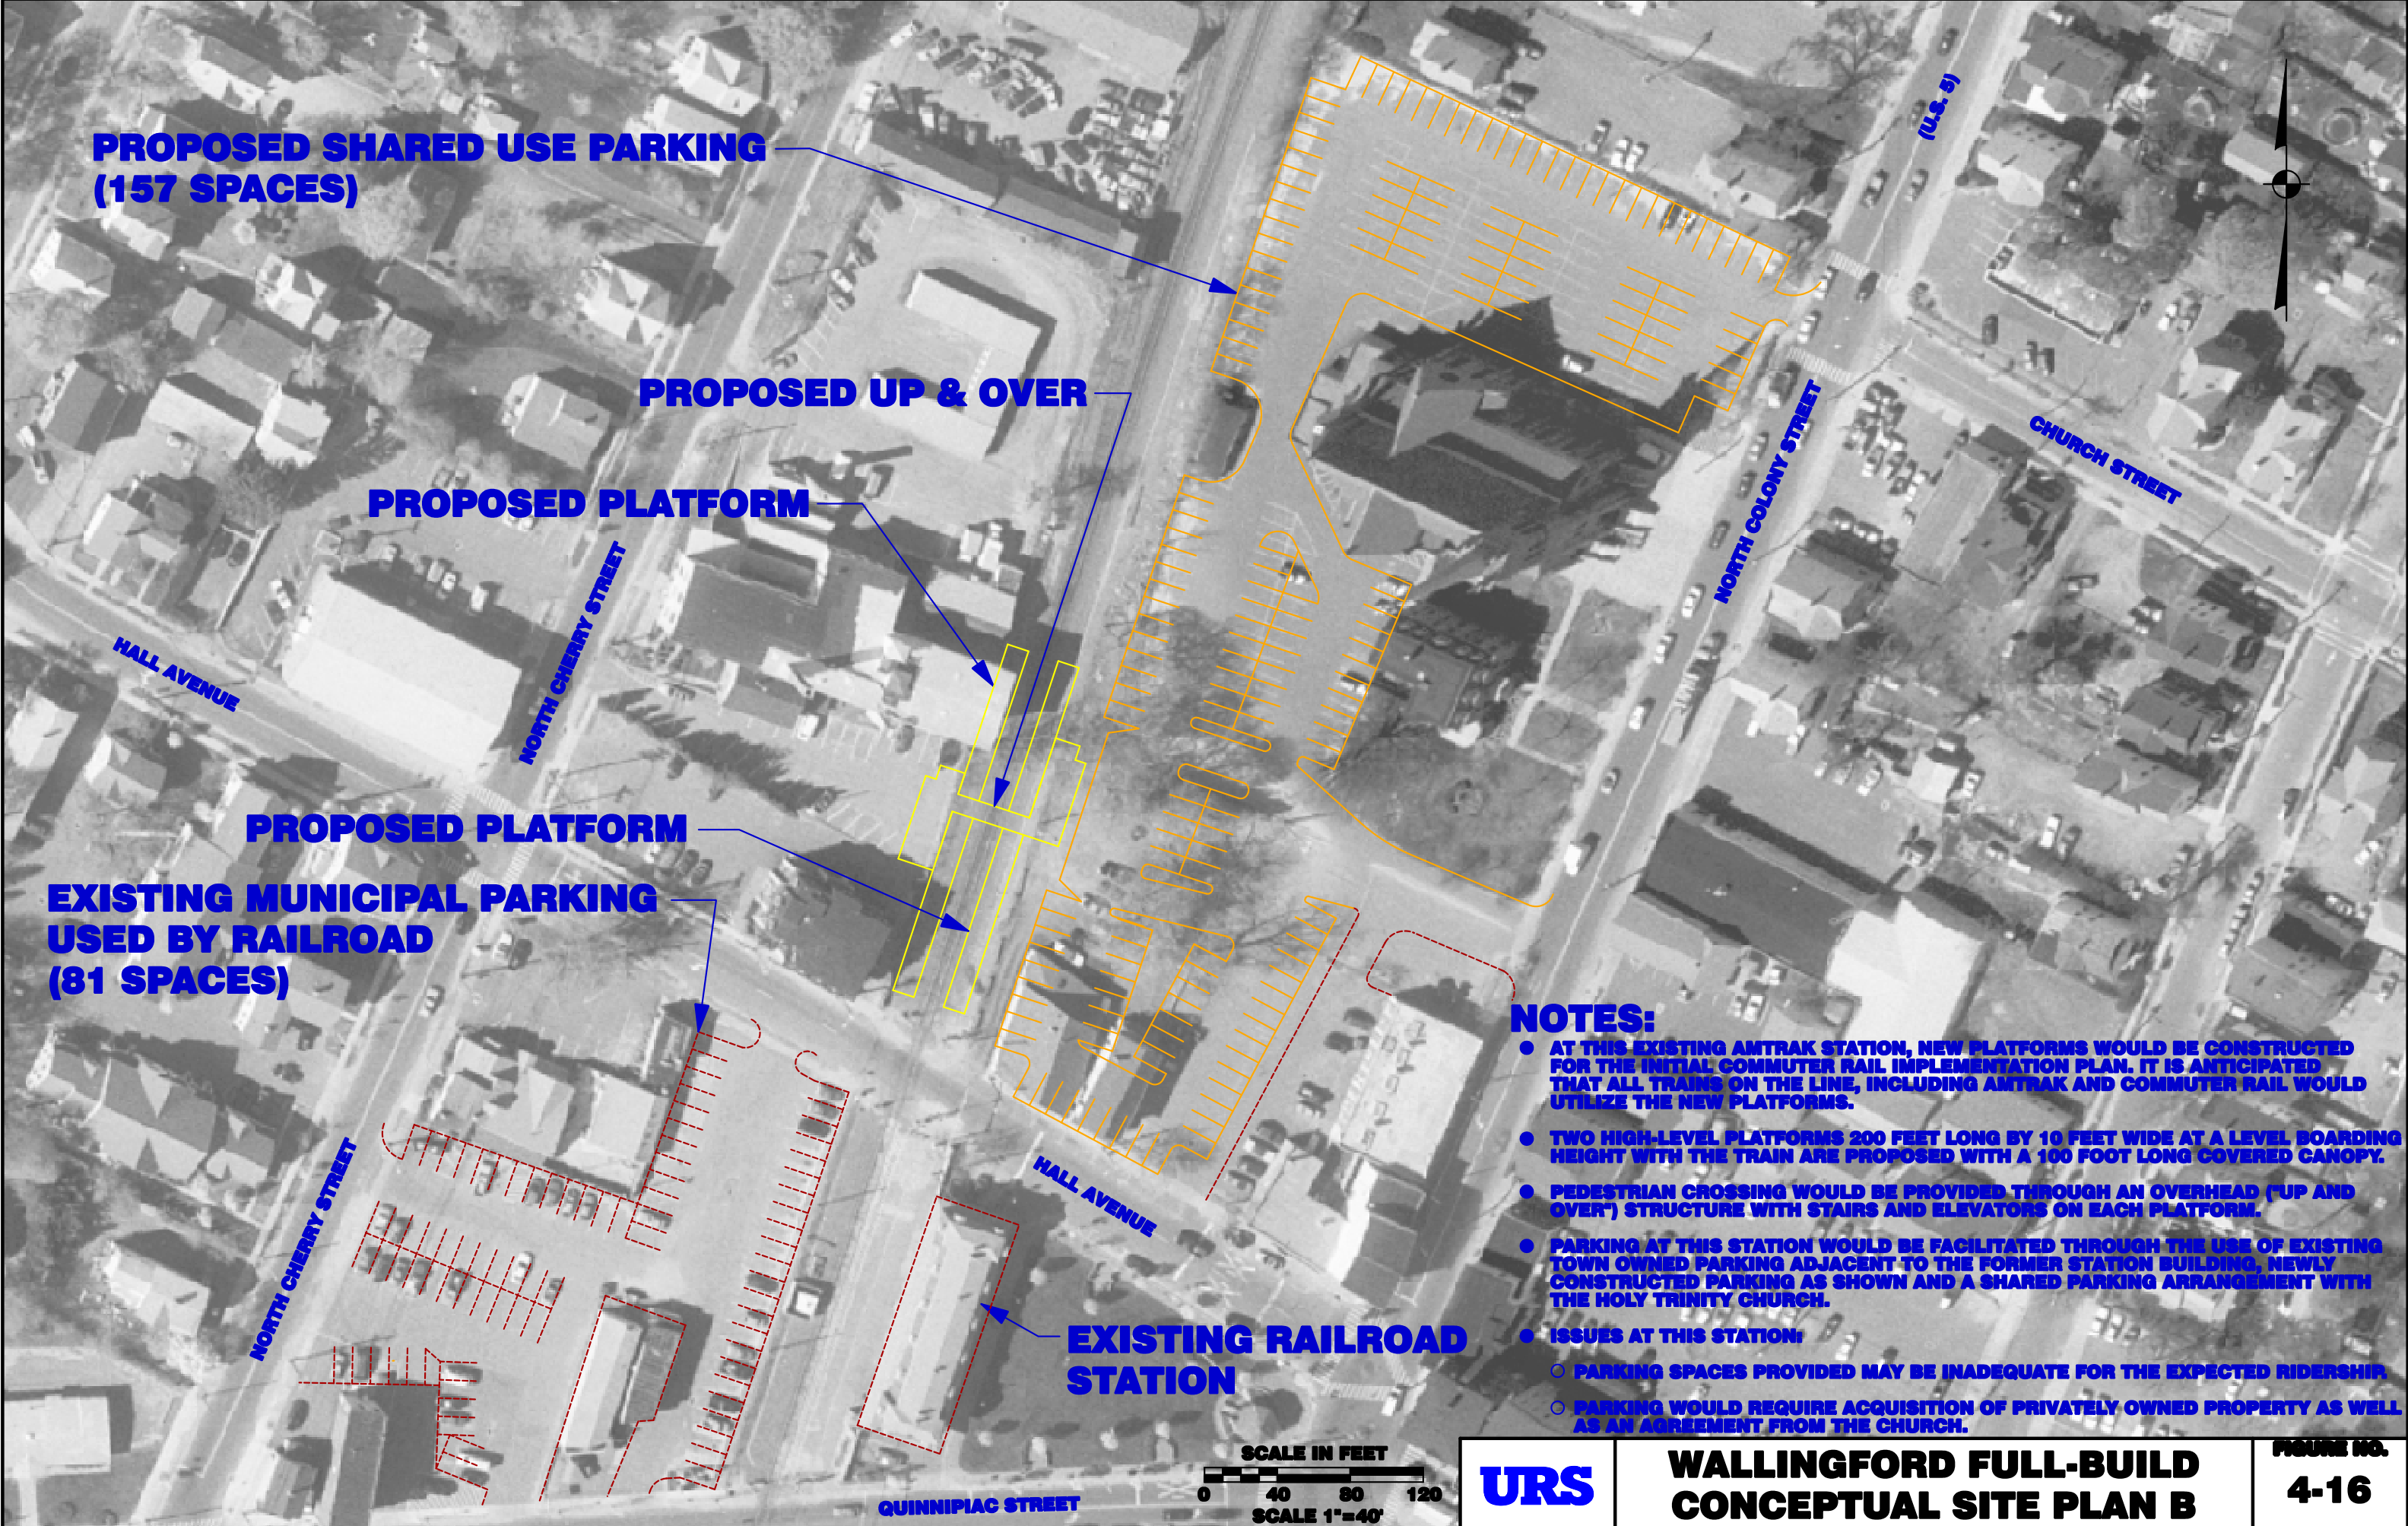 PROPOSED SHARED USE PARKING
(157 SPACES)
(U.S. 5)
PROPOSED UP & OVER
NORTH COLONY STREET
CHURCH STREET
PROPOSED PLATFORM
NORTH CHERRY STREET
HALL AVENUE
PROPOSED PLATFORM
EXISTING MUNICIPAL PARKING
USED BY RAILROAD
(81 SPACES)
NORTH CHERRY STREET
HALL AVENUE
EXISTING RAILROAD
STATION
QUINNIPIAC STREET
NOTES:
● AT THIS EXISTING AMTRAK STATION, NEW PLATFORMS WOULD BE CONSTRUCTED
FOR THE INITIAL COMMUTER RAIL IMPLEMENTATION PLAN. IT IS ANTICIPATED
THAT ALL TRAINS ON THE LINE, INCLUDING AMTRAK AND COMMUTER RAIL WOULD
UTILIZE THE NEW PLATFORMS.
● TWO HIGH-LEVEL PLATFORMS 200 FEET LONG BY 10 FEET WIDE AT A LEVEL BOARDING
HEIGHT WITH THE TRAIN ARE PROPOSED WITH A 100 FOOT LONG COVERED CANOPY.
● PEDESTRIAN CROSSING WOULD BE PROVIDED THROUGH AN OVERHEAD ("UP AND
OVER") STRUCTURE WITH STAIRS AND ELEVATORS ON EACH PLATFORM.
● PARKING AT THIS STATION WOULD BE FACILITATED THROUGH THE USE OF EXISTING
TOWN OWNED PARKING ADJACENT TO THE FORMER STATION BUILDING, NEWLY
CONSTRUCTED PARKING AS SHOWN AND A SHARED PARKING ARRANGEMENT WITH
THE HOLY TRINITY CHURCH.
● ISSUES AT THIS STATION:
○ PARKING SPACES PROVIDED MAY BE INADEQUATE FOR THE EXPECTED RIDERSHIP.
○ PARKING WOULD REQUIRE ACQUISITION OF PRIVATELY OWNED PROPERTY AS WELL
AS AN AGREEMENT FROM THE CHURCH.
SCALE IN FEET
0 40 80 120
SCALE 1"=40'
URS
WALLINGFORD FULL-BUILD
CONCEPTUAL SITE PLAN B
FIGURE NO.
4-16